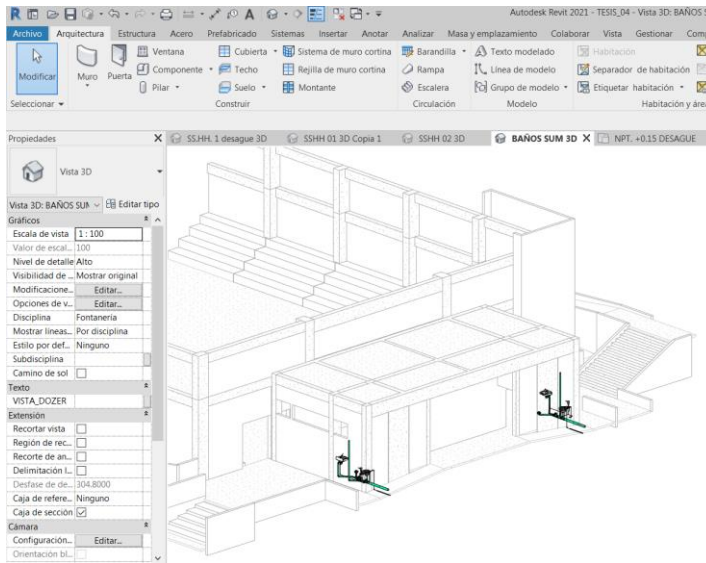 Autodesk Revit 2021 - TESIS_04 - Vista 3D: BAÑOS S
Archivo Arquitectura Estructura Acero Prefabricado Sistemas Insertar Anotar Analizar Masa y emplazamiento Colaborar Vista Gestionar Com
Ventana Cubierta Sistema de muro cortina Barandilla Texto modelado Habitación
Componente Techo Rejilla de muro cortina Rampa Línea de modelo Separador de habitación
Modificar Muro Puerta Pilar Suelo Montante Escalera Grupo de modelo Etiquetar habitación
Seleccionar Construir Circulación Modelo Habitación y áre
Propiedades X SS.HH. 1 desague 3D SSHH 01 3D Copia 1 SSHH 02 3D BAÑOS SUM 3D X NPT. +0.15 DESAGUE
Vista 3D
Vista 3D: BAÑOS SUM Editar tipo
Gráficos
Escala de vista 1 : 100
Valor de escal... 100
Nivel de detalle Alto
Visibilidad de ... Mostrar original
Modificacione... Editar...
Opciones de v... Editar...
Disciplina Fontanería
Mostrar líneas... Por disciplina
Estilo por def... Ninguno
Subdisciplina
Camino de sol
Texto
VISTA_DOZER
Extensión
Recortar vista
Región de rec...
Recorte de an...
Delimitación l...
Desfase de de... 304.8000
Caja de refere... Ninguno
Caja de sección
Cámara
Configuración... Editar...
Orientación bl...